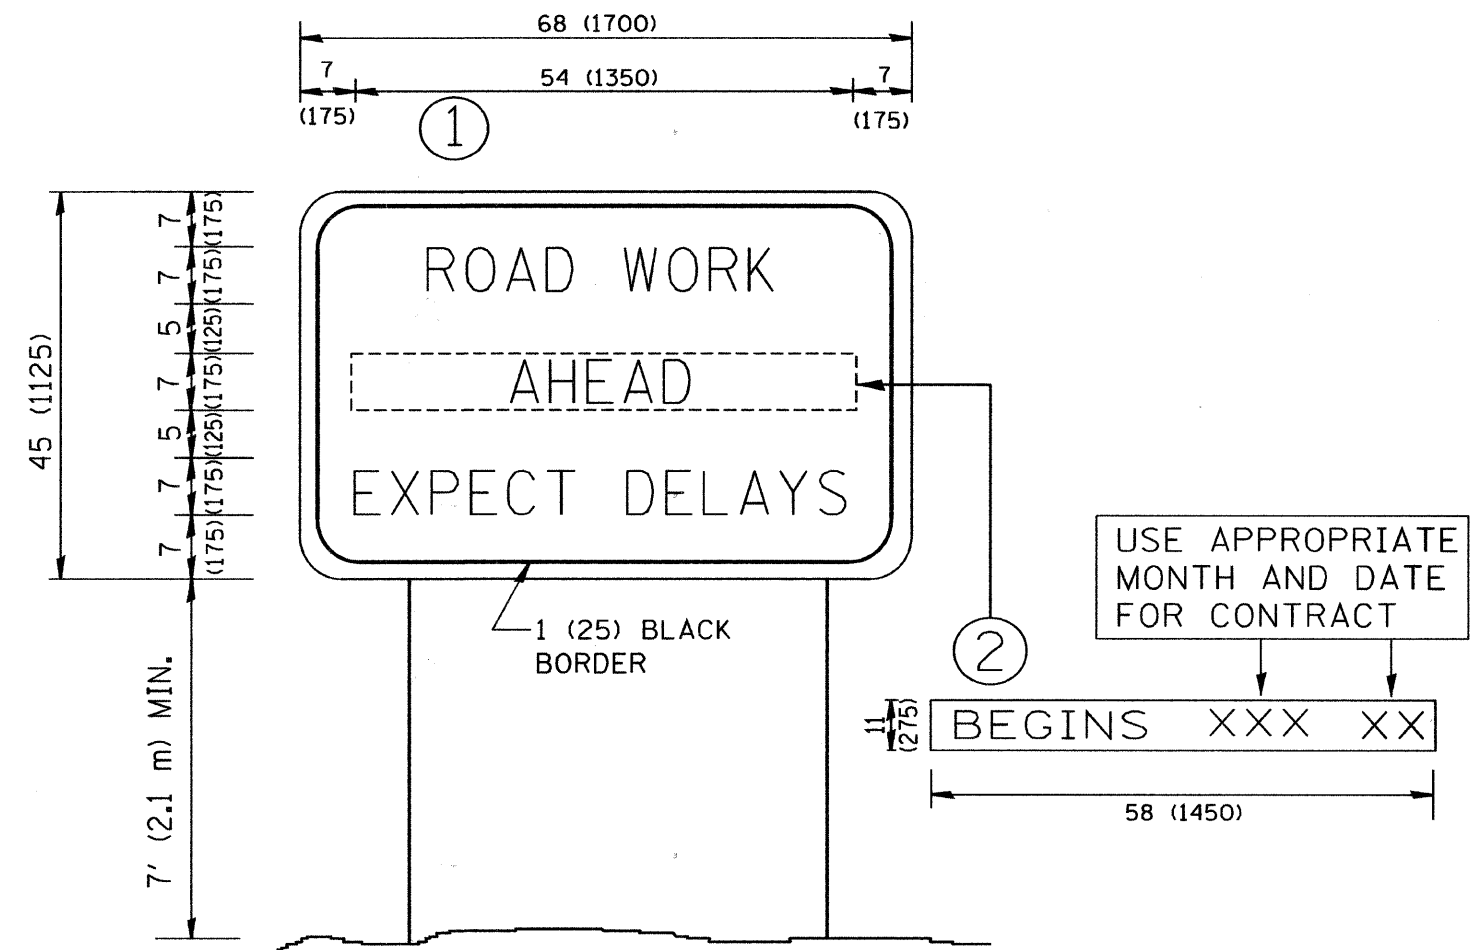 68 (1700)
7 54 (1350) 7
(175) (175)
1
7 (175)
7 (175)
5 (125)
7 (175)
5 (125)
7 (175)
7 (175)
45 (1125)
ROAD WORK
AHEAD
EXPECT DELAYS
1 (25) BLACK
BORDER
7' (2.1 m) MIN.
2
USE APPROPRIATE
MONTH AND DATE
FOR CONTRACT
11
(275)
BEGINS XXX XX
58 (1450)